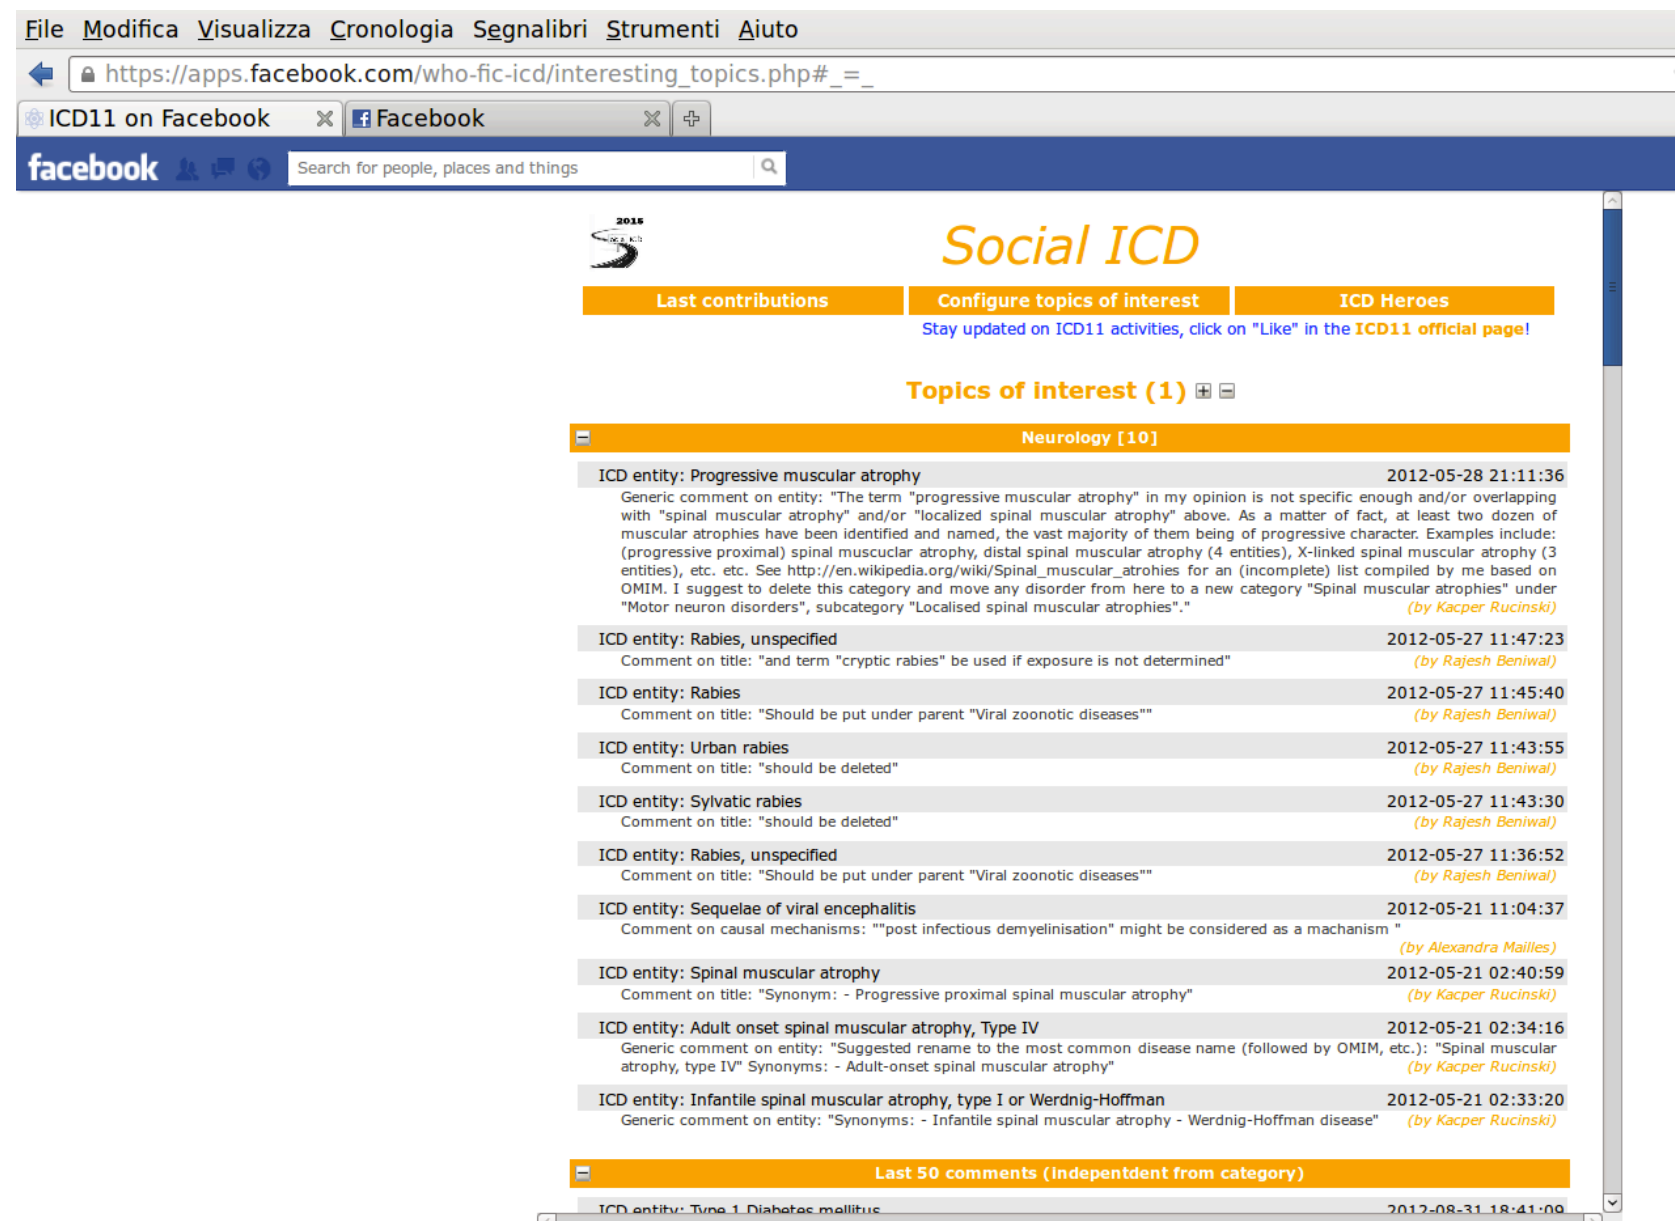 File Modifica Visualizza Cronologia Segnalibri Strumenti Aiuto
https://apps.facebook.com/who-fic-icd/interesting_topics.php#_=_
ICD11 on Facebook Facebook
facebook Search for people, places and things
2015
Social ICD
Last contributions Configure topics of interest ICD Heroes
Stay updated on ICD11 activities, click on "Like" in the ICD11 official page!
Topics of interest (1)
Neurology [10]
ICD entity: Progressive muscular atrophy 2012-05-28 21:11:36
Generic comment on entity: "The term "progressive muscular atrophy" in my opinion is not specific enough and/or overlapping
with "spinal muscular atrophy" and/or "localized spinal muscular atrophy" above. As a matter of fact, at least two dozen of
muscular atrophies have been identified and named, the vast majority of them being of progressive character. Examples include:
(progressive proximal) spinal muscuclar atrophy, distal spinal muscular atrophy (4 entities), X-linked spinal muscular atrophy (3
entities), etc. etc. See http://en.wikipedia.org/wiki/Spinal_muscular_atrohies for an (incomplete) list compiled by me based on
OMIM. I suggest to delete this category and move any disorder from here to a new category "Spinal muscular atrophies" under
"Motor neuron disorders", subcategory "Localised spinal muscular atrophies"." (by Kacper Rucinski)
ICD entity: Rabies, unspecified 2012-05-27 11:47:23
Comment on title: "and term "cryptic rabies" be used if exposure is not determined" (by Rajesh Beniwal)
ICD entity: Rabies 2012-05-27 11:45:40
Comment on title: "Should be put under parent "Viral zoonotic diseases"" (by Rajesh Beniwal)
ICD entity: Urban rabies 2012-05-27 11:43:55
Comment on title: "should be deleted" (by Rajesh Beniwal)
ICD entity: Sylvatic rabies 2012-05-27 11:43:30
Comment on title: "should be deleted" (by Rajesh Beniwal)
ICD entity: Rabies, unspecified 2012-05-27 11:36:52
Comment on title: "Should be put under parent "Viral zoonotic diseases"" (by Rajesh Beniwal)
ICD entity: Sequelae of viral encephalitis 2012-05-21 11:04:37
Comment on causal mechanisms: ""post infectious demyelinisation" might be considered as a machanism "
(by Alexandra Mailles)
ICD entity: Spinal muscular atrophy 2012-05-21 02:40:59
Comment on title: "Synonym: - Progressive proximal spinal muscular atrophy" (by Kacper Rucinski)
ICD entity: Adult onset spinal muscular atrophy, Type IV 2012-05-21 02:34:16
Generic comment on entity: "Suggested rename to the most common disease name (followed by OMIM, etc.): "Spinal muscular
atrophy, type IV" Synonyms: - Adult-onset spinal muscular atrophy" (by Kacper Rucinski)
ICD entity: Infantile spinal muscular atrophy, type I or Werdnig-Hoffman 2012-05-21 02:33:20
Generic comment on entity: "Synonyms: - Infantile spinal muscular atrophy - Werdnig-Hoffman disease" (by Kacper Rucinski)
Last 50 comments (indepentdent from category)
ICD entity: Type 1 Diabetes mellitus 2012-08-31 18:41:09